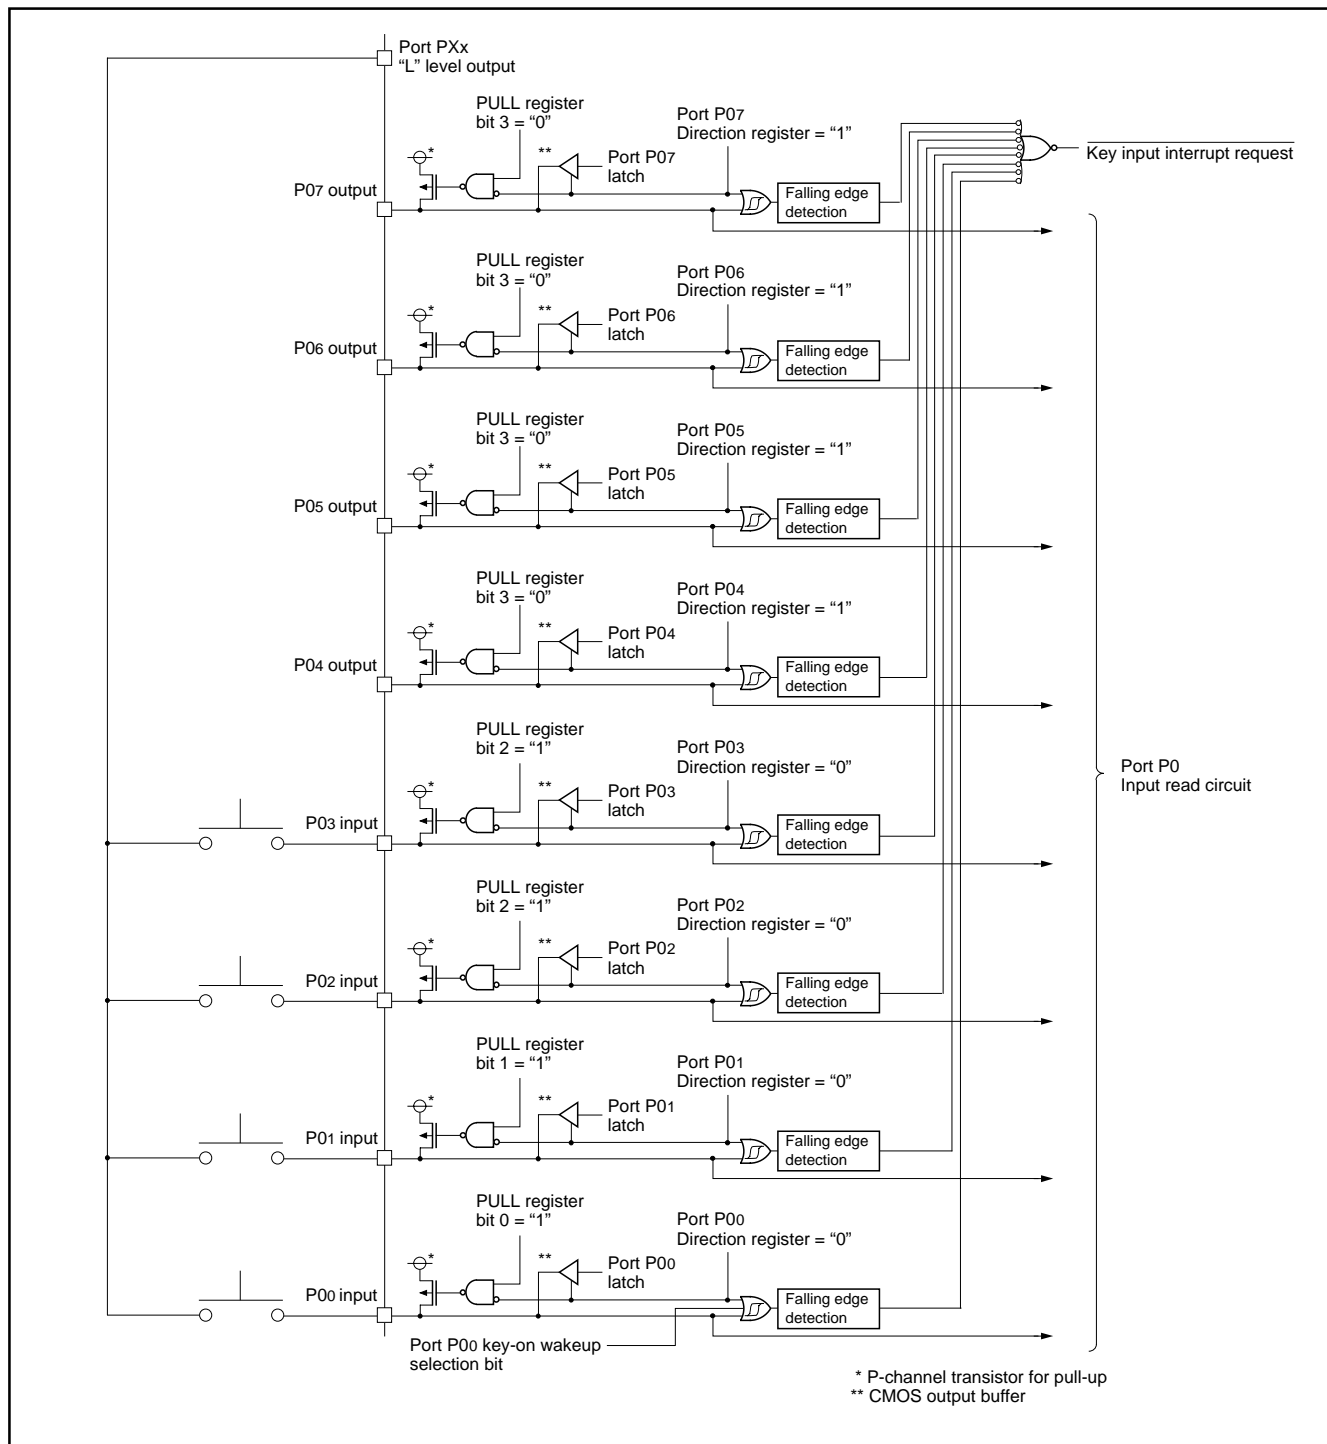 Port PXx
“L” level output
PULL register
bit 3 = “0”
Port P07
Direction register = “1”
*
**
Port P07
latch
Key input interrupt request
P07 output
Falling edge
detection
PULL register
bit 3 = “0”
Port P06
Direction register = “1”
*
**
Port P06
latch
P06 output
Falling edge
detection
PULL register
bit 3 = “0”
Port P05
Direction register = “1”
*
**
Port P05
latch
P05 output
Falling edge
detection
PULL register
bit 3 = “0”
Port P04
Direction register = “1”
*
**
Port P04
latch
P04 output
Falling edge
detection
PULL register
bit 2 = “1”
Port P03
Direction register = “0”
*
**
Port P03
latch
Port P0
Input read circuit
P03 input
Falling edge
detection
PULL register
bit 2 = “1”
Port P02
Direction register = “0”
*
**
Port P02
latch
P02 input
Falling edge
detection
PULL register
bit 1 = “1”
Port P01
Direction register = “0”
*
**
Port P01
latch
P01 input
Falling edge
detection
PULL register
bit 0 = “1”
Port P00
Direction register = “0”
*
**
Port P00
latch
P00 input
Falling edge
detection
Port P00 key-on wakeup
selection bit
* P-channel transistor for pull-up
** CMOS output buffer